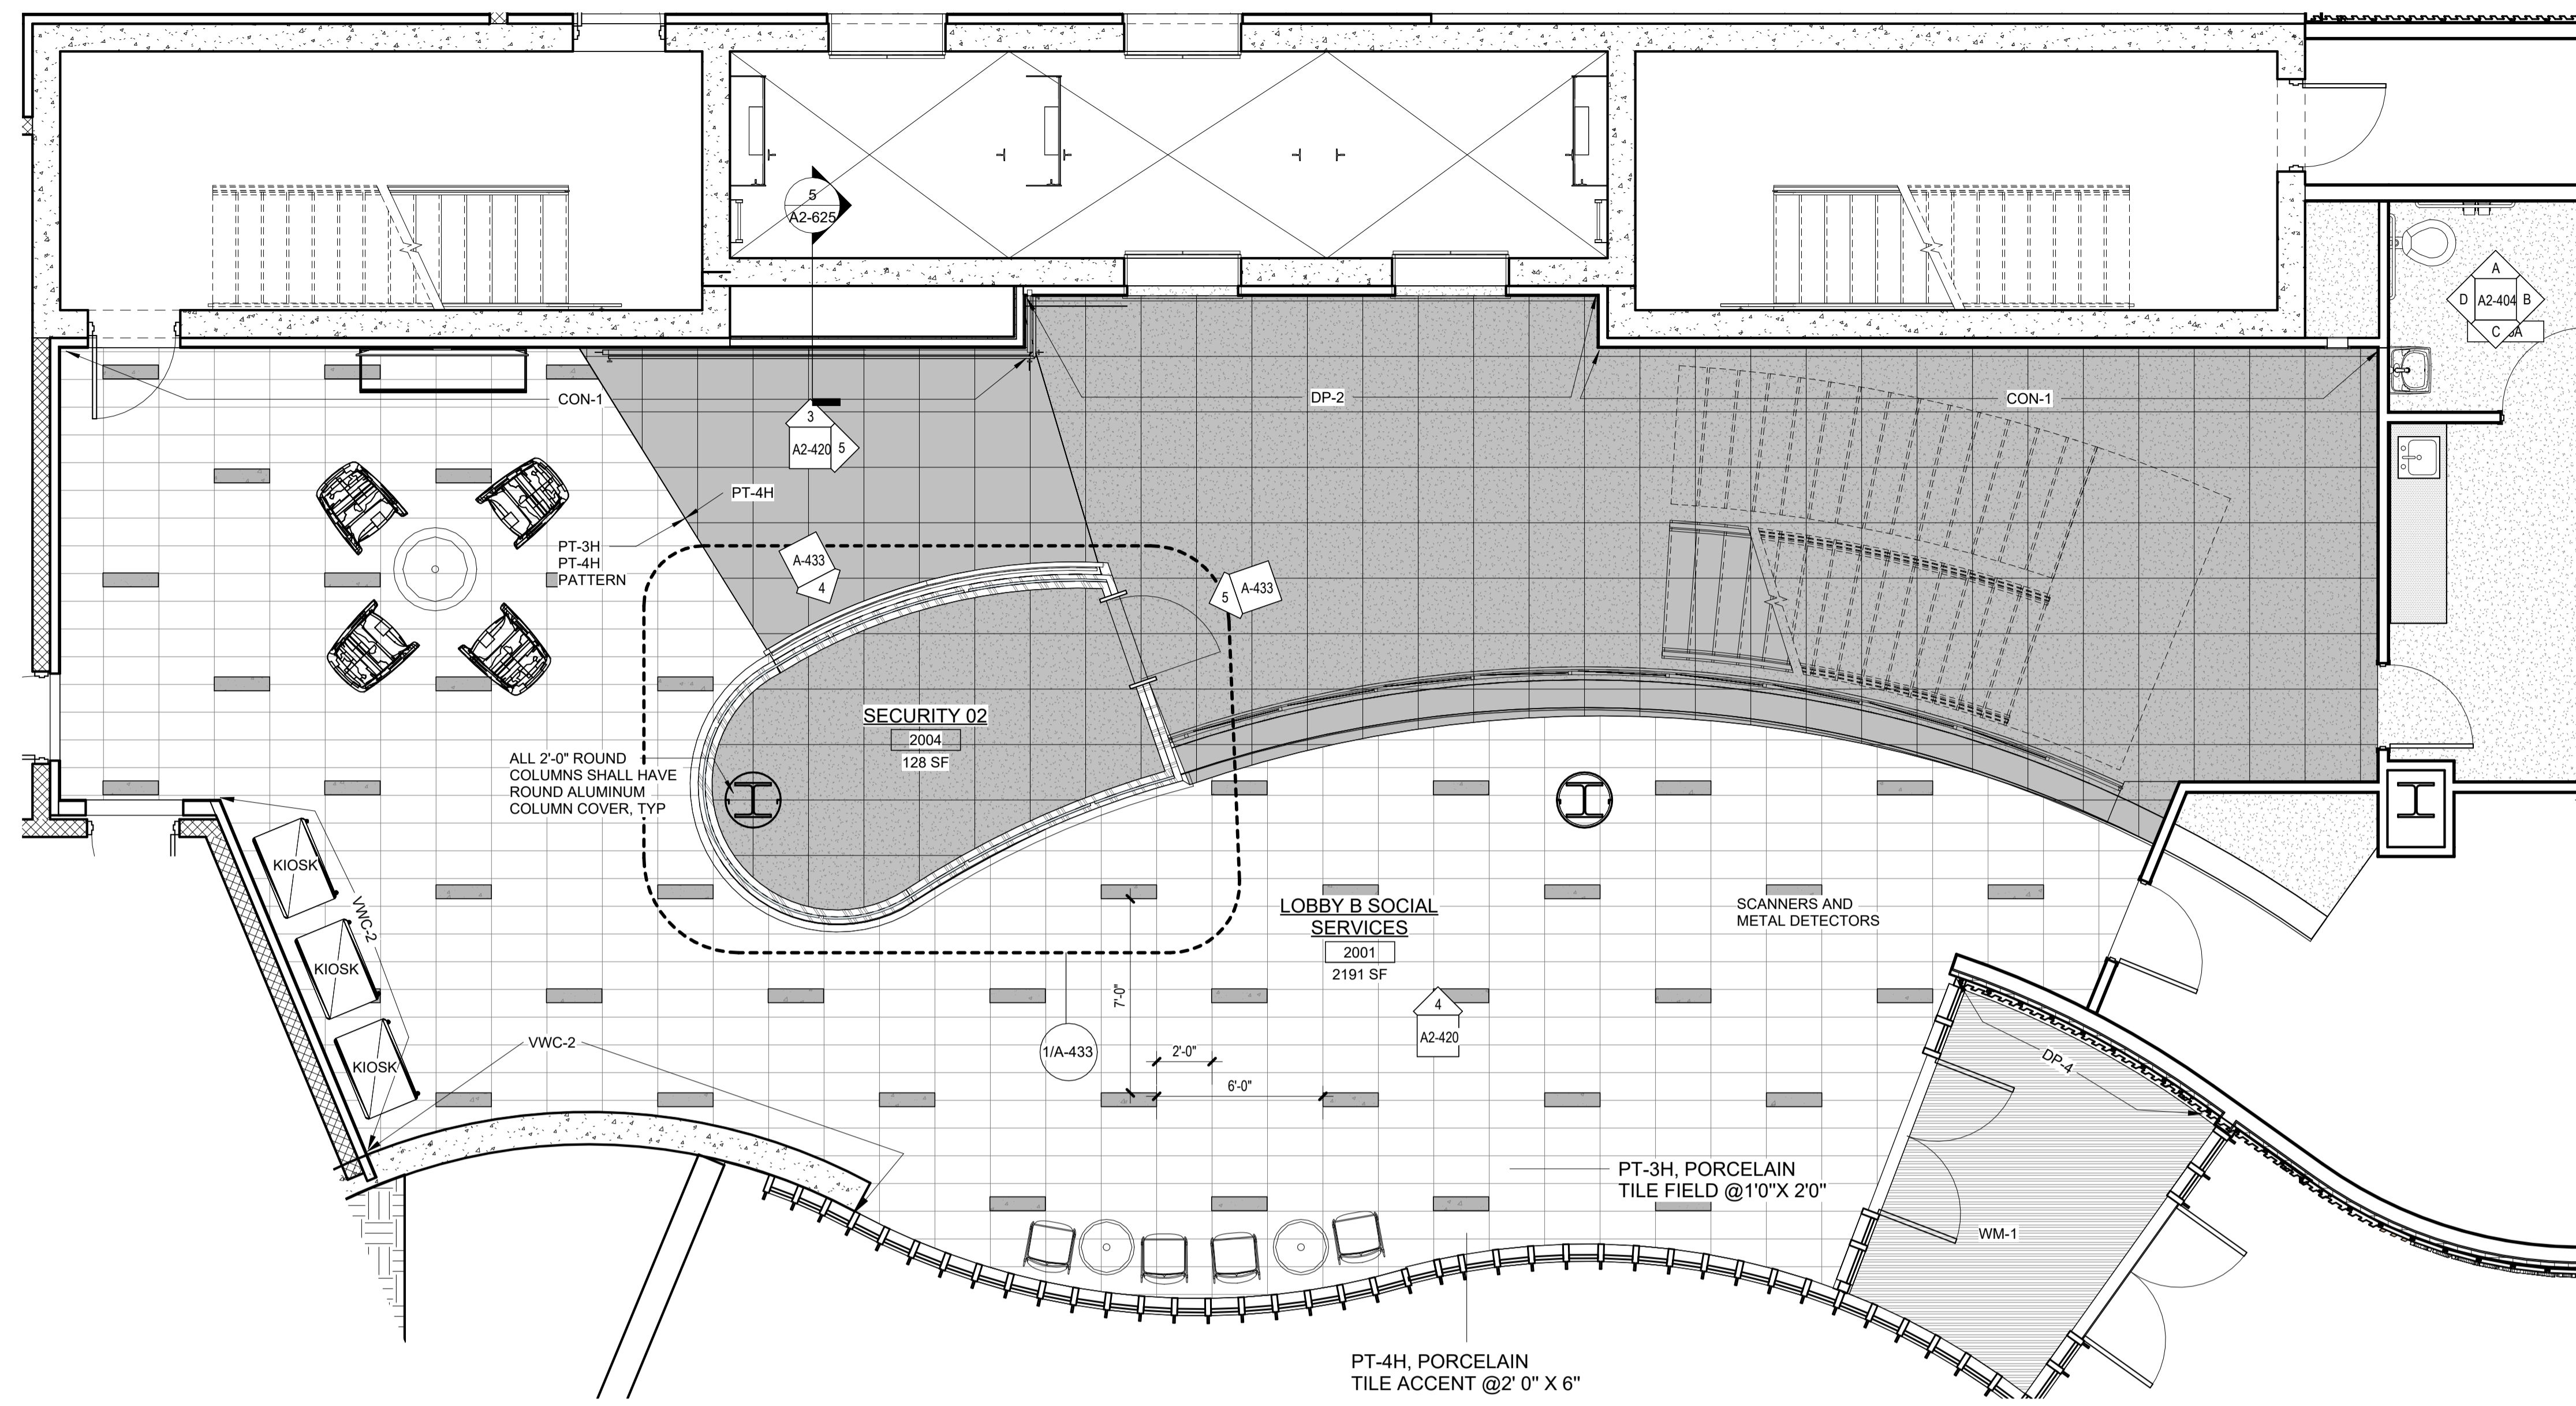 5
A2-625
A
D
A2-404
B
C
CON-1
DP-2
CON-1
3
A2-420
5
PT-4H
PT-3H
PT-4H
PATTERN
A-433
4
5
A-433
SECURITY 02
2004
128 SF
ALL 2'-0" ROUND
COLUMNS SHALL HAVE
ROUND ALUMINUM
COLUMN COVER, TYP
KIOSK
VWC-2
KIOSK
KIOSK
LOBBY B SOCIAL
SERVICES
2001
2191 SF
SCANNERS AND
METAL DETECTORS
7'-0"
4
A2-420
VWC-2
1/A-433
2'-0"
6'-0"
DP-4
PT-3H, PORCELAIN
TILE FIELD @1'0"X 2'0"
WM-1
PT-4H, PORCELAIN
TILE ACCENT @2' 0" X 6"